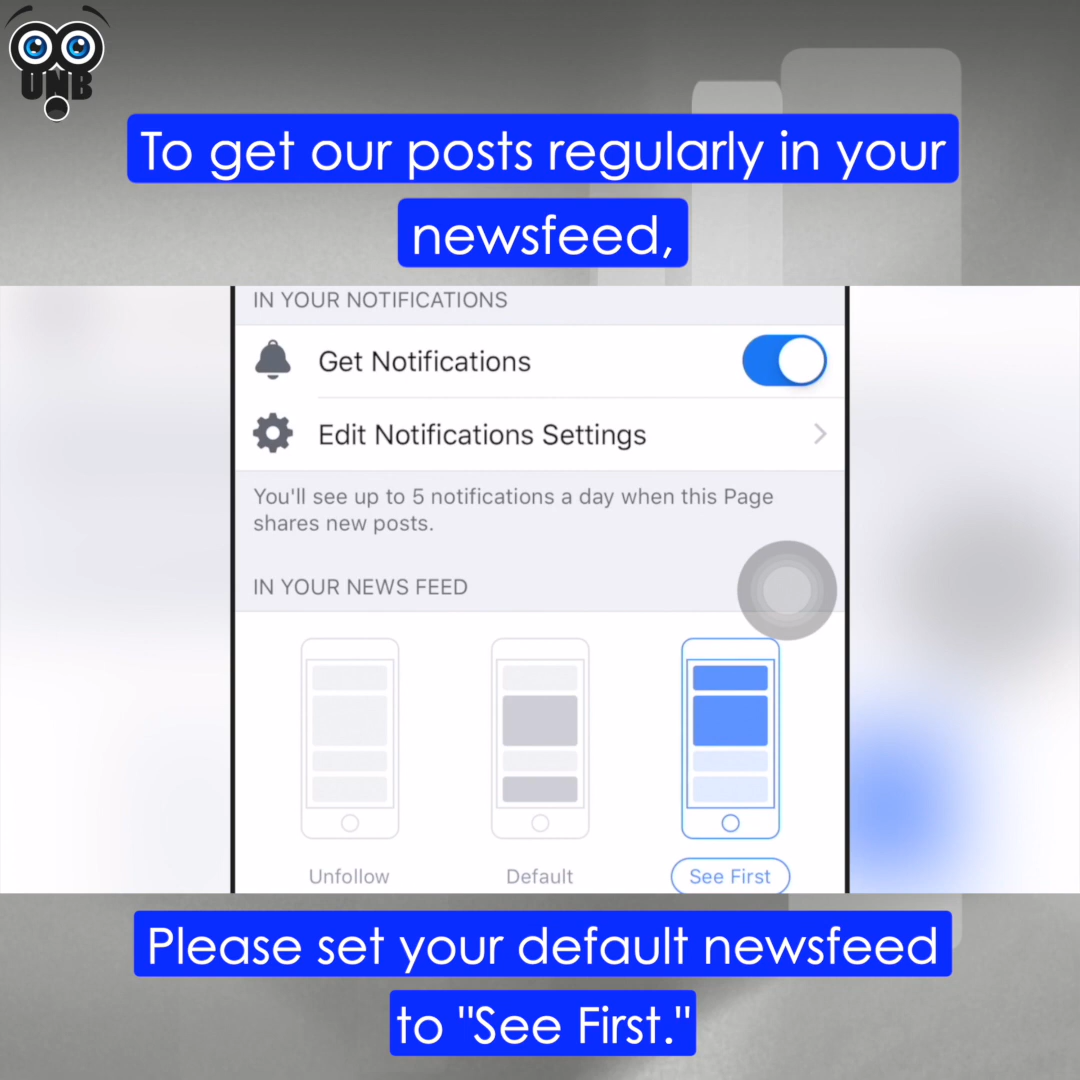 UNB
To get our posts regularly in your
newsfeed,
IN YOUR NOTIFICATIONS
Get Notifications
Edit Notifications Settings
You'll see up to 5 notifications a day when this Page
shares new posts.
IN YOUR NEWS FEED
Unfollow
Default
See First
Please set your default newsfeed
to "See First."